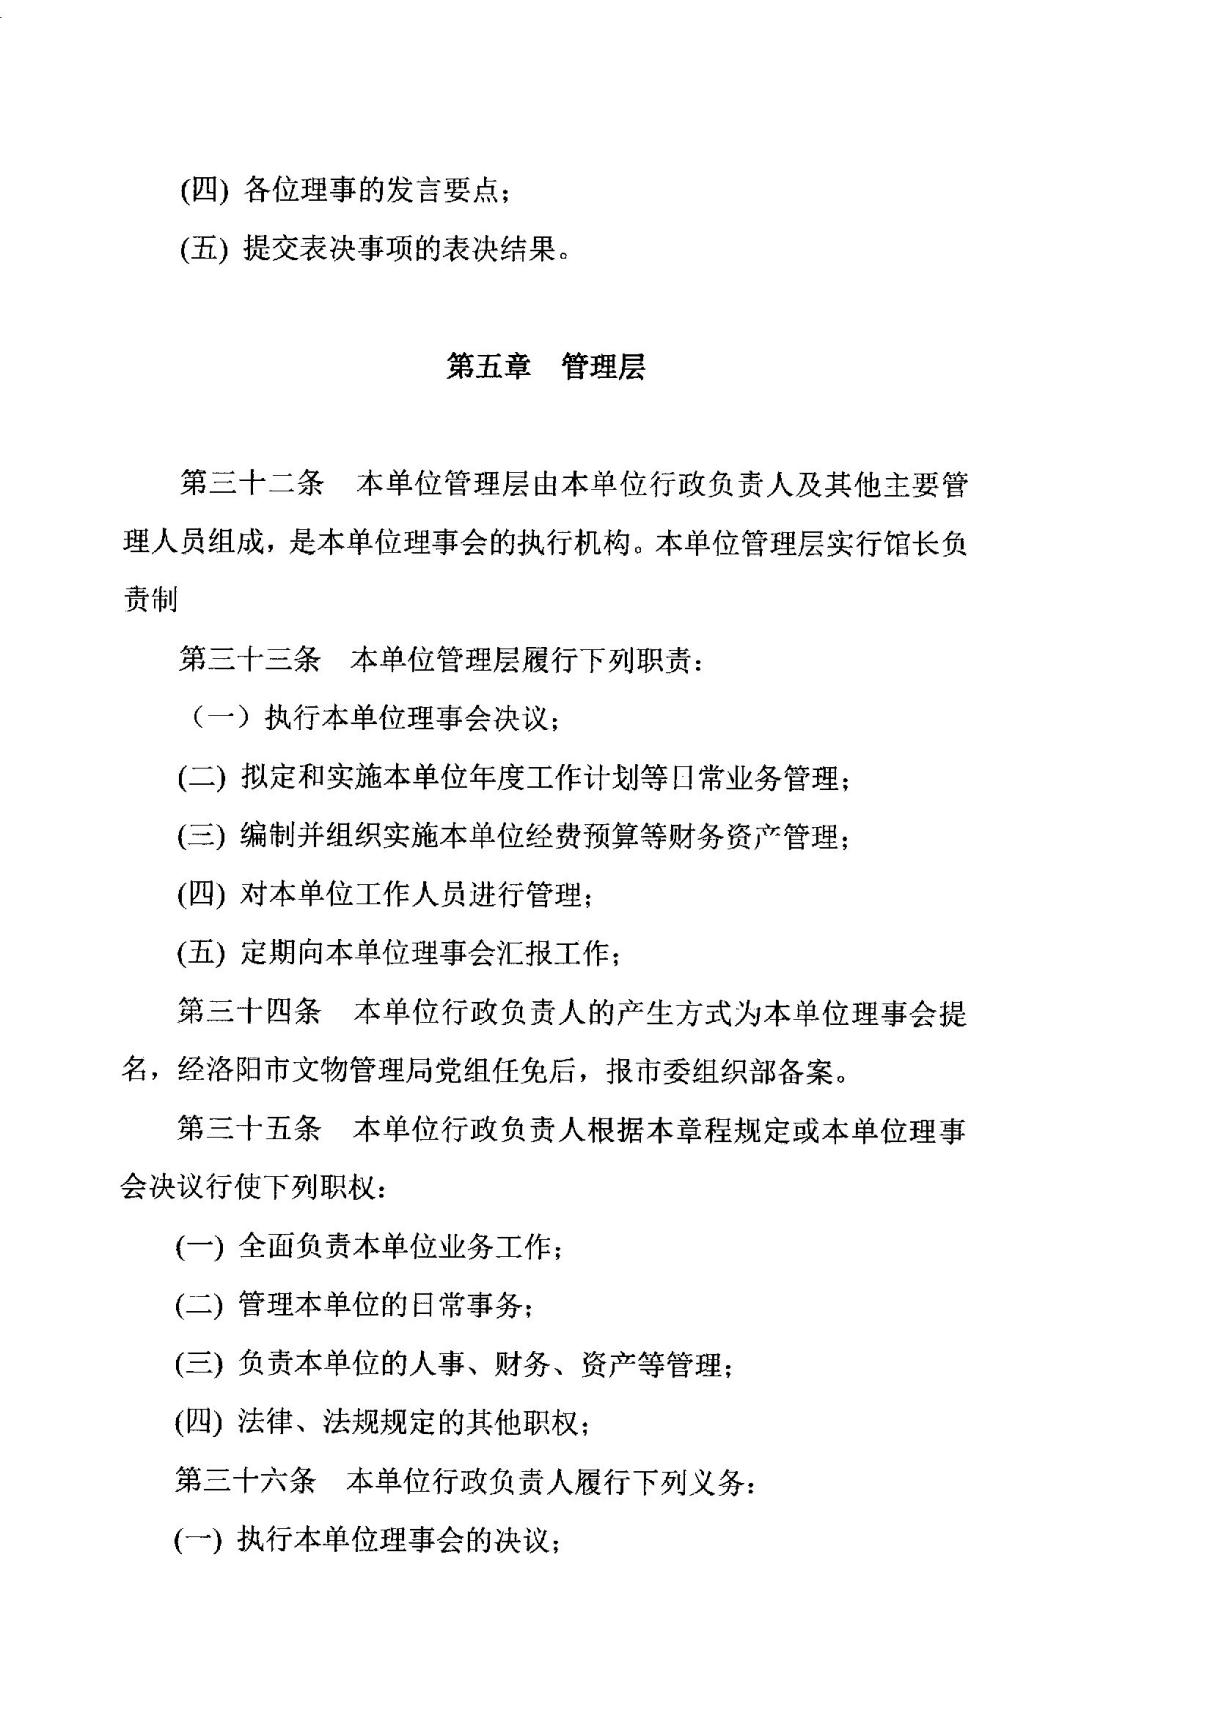 (四) 各位理事的发言要点；
(五) 提交表决事项的表决结果。
第五章　管理层
第三十二条　本单位管理层由本单位行政负责人及其他主要管
理人员组成，是本单位理事会的执行机构。本单位管理层实行馆长负
责制
第三十三条　本单位管理层履行下列职责：
（一）执行本单位理事会决议；
(二) 拟定和实施本单位年度工作计划等日常业务管理；
(三) 编制并组织实施本单位经费预算等财务资产管理；
(四) 对本单位工作人员进行管理；
(五) 定期向本单位理事会汇报工作；
第三十四条　本单位行政负责人的产生方式为本单位理事会提
名，经洛阳市文物管理局党组任免后，报市委组织部备案。
第三十五条　本单位行政负责人根据本章程规定或本单位理事
会决议行使下列职权：
(一) 全面负责本单位业务工作；
(二) 管理本单位的日常事务；
(三) 负责本单位的人事、财务、资产等管理；
(四) 法律、法规规定的其他职权；
第三十六条　本单位行政负责人履行下列义务：
(一) 执行本单位理事会的决议；